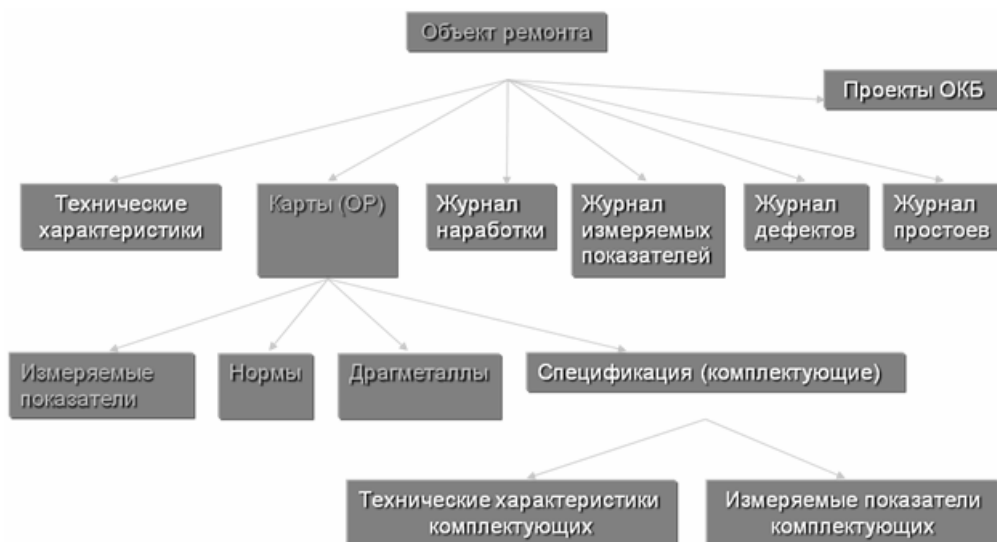 Объект ремонта
Проекты ОКБ
Технические
характеристики
Карты (ОР)
Журнал
наработки
Журнал
измеряемых
показателей
Журнал
дефектов
Журнал
простоев
Измеряемые
показатели
Нормы
Драгметаллы
Спецификация (комплектующие)
Технические характеристики
комплектующих
Измеряемые показатели
комплектующих